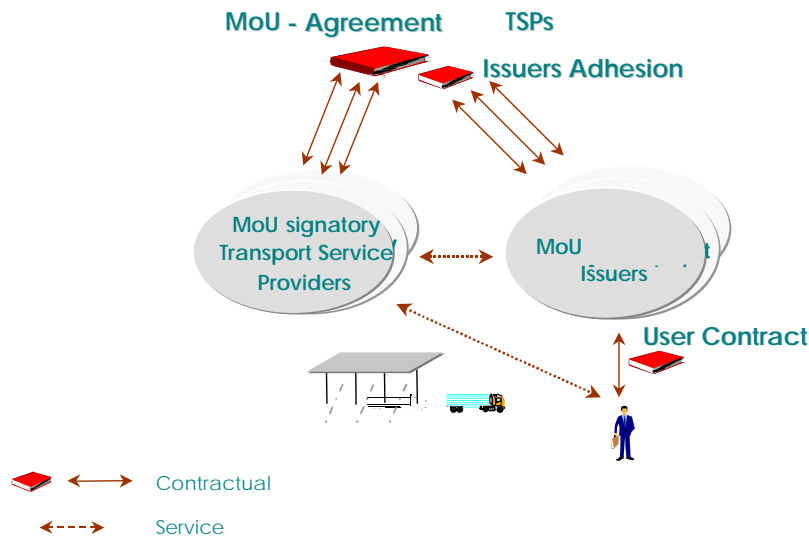 MoU - Agreement TSPs
Issuers Adhesion
MoU signatory
Transport Service
Providers
MoU
Issuers
User Contract
Contractual
Service